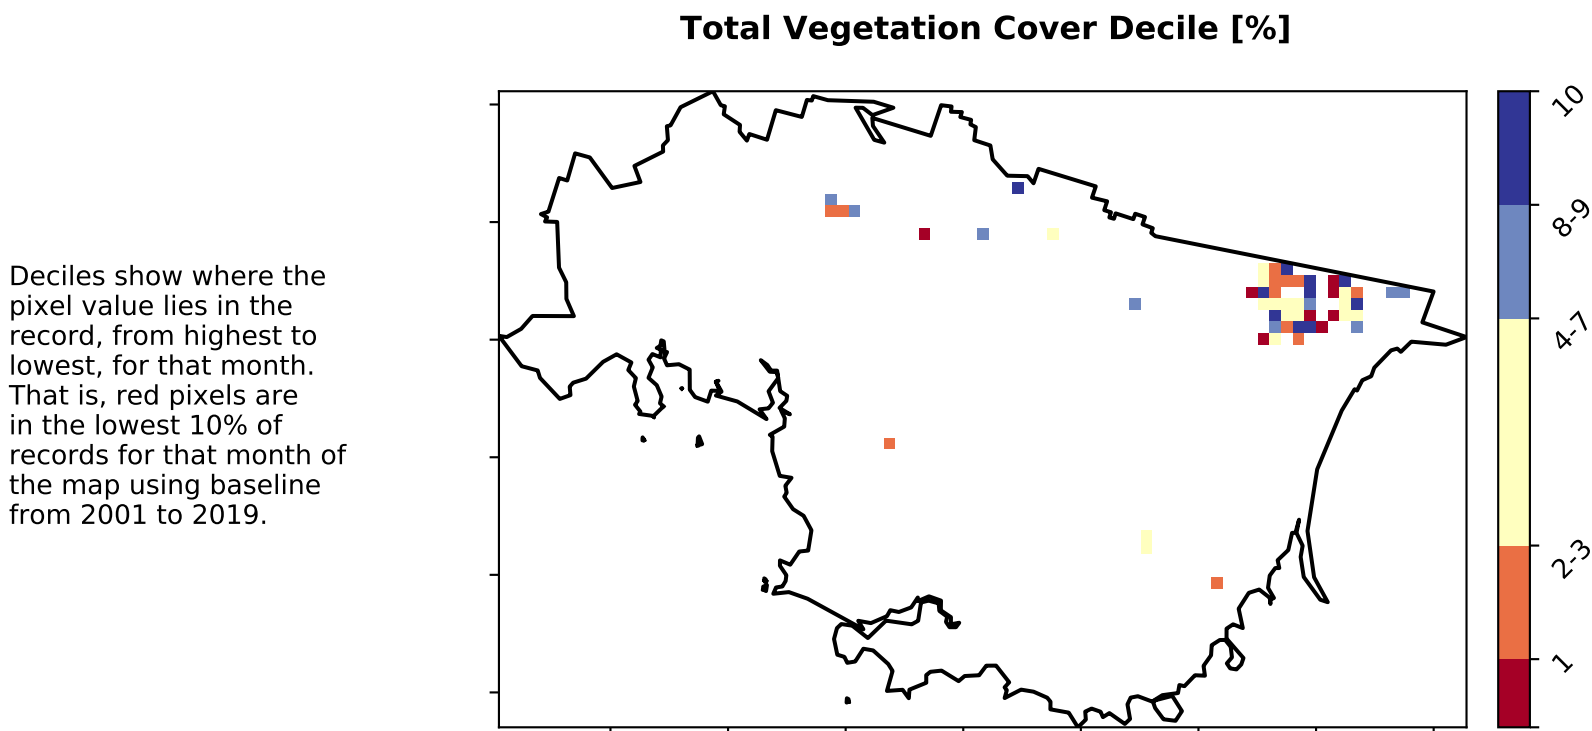 Total Vegetation Cover Decile [%]
Deciles show where the
pixel value lies in the
record, from highest to
lowest, for that month.
That is, red pixels are
in the lowest 10% of
records for that month of
the map using baseline
from 2001 to 2019.
10
8-9
4-7
2-3
1